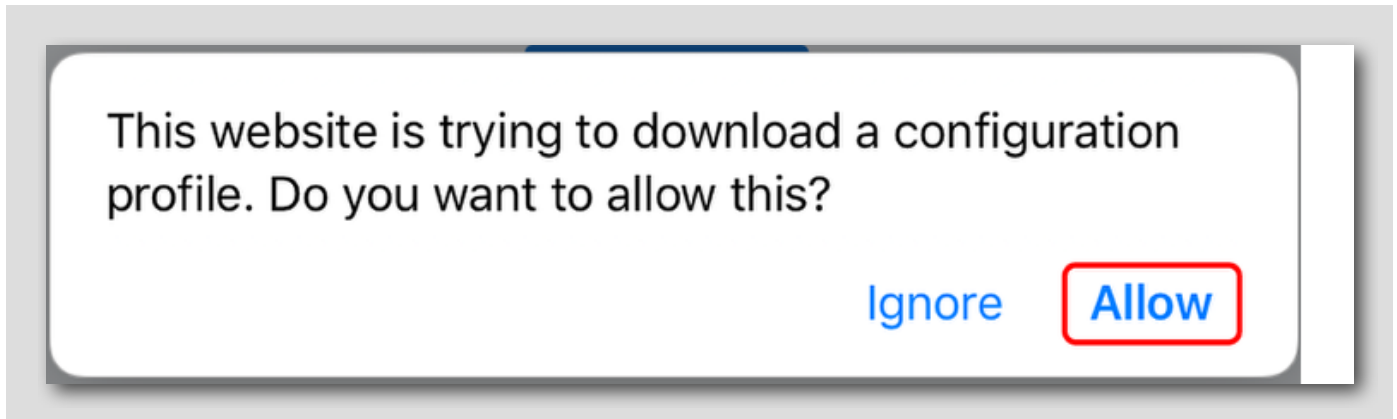 This website is trying to download a configuration
profile. Do you want to allow this?
Ignore Allow